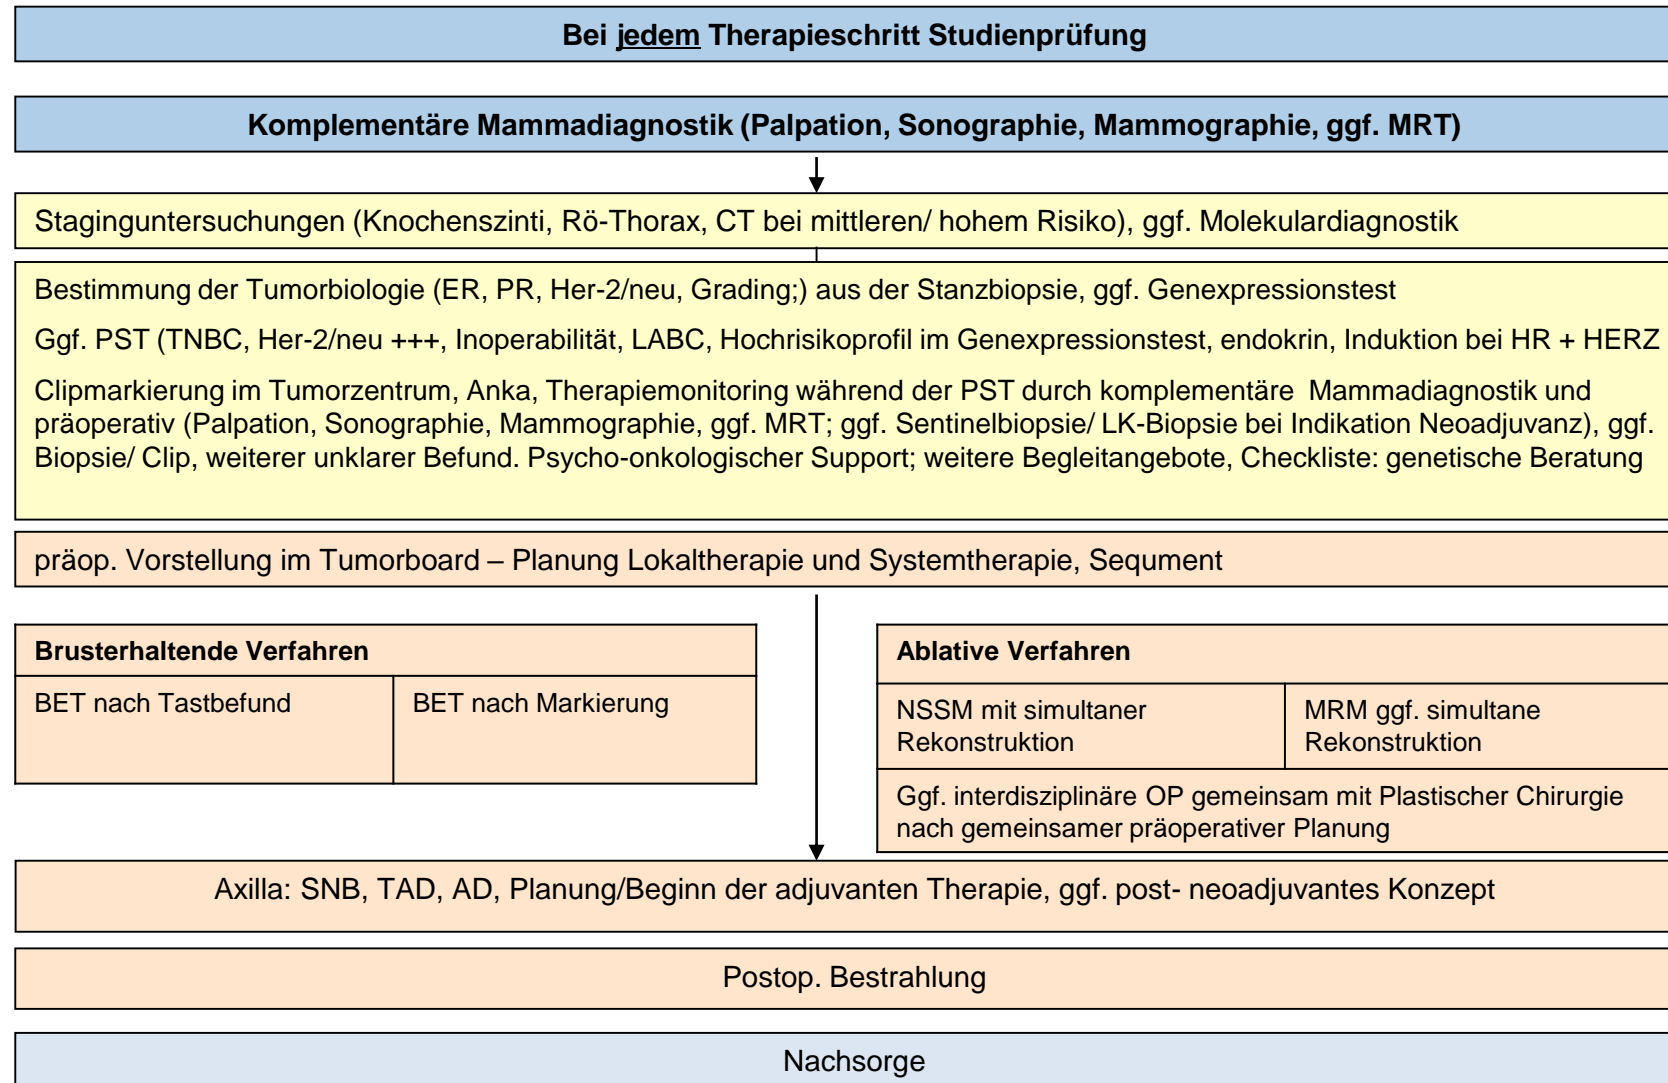 Bei jedem Therapieschritt Studienprüfung
Komplementäre Mammadiagnostik (Palpation, Sonographie, Mammographie, ggf. MRT)
Staginguntersuchungen (Knochenszinti, Rö-Thorax, CT bei mittleren/ hohem Risiko), ggf. Molekulardiagnostik
Bestimmung der Tumorbiologie (ER, PR, Her-2/neu, Grading;) aus der Stanzbiopsie, ggf. Genexpressionstest
Ggf. PST (TNBC, Her-2/neu +++, Inoperabilität, LABC, Hochrisikoprofil im Genexpressionstest, endokrin, Induktion bei HR + HERZ
Clipmarkierung im Tumorzentrum, Anka, Therapiemonitoring während der PST durch komplementäre Mammadiagnostik und
präoperativ (Palpation, Sonographie, Mammographie, ggf. MRT; ggf. Sentinelbiopsie/ LK-Biopsie bei Indikation Neoadjuvanz), ggf.
Biopsie/ Clip, weiterer unklarer Befund. Psycho-onkologischer Support; weitere Begleitangebote, Checkliste: genetische Beratung
präop. Vorstellung im Tumorboard – Planung Lokaltherapie und Systemtherapie, Sequment
Brusterhaltende Verfahren
BET nach Tastbefund
BET nach Markierung
Ablative Verfahren
NSSM mit simultaner
Rekonstruktion
MRM ggf. simultane
Rekonstruktion
Ggf. interdisziplinäre OP gemeinsam mit Plastischer Chirurgie
nach gemeinsamer präoperativer Planung
Axilla: SNB, TAD, AD, Planung/Beginn der adjuvanten Therapie, ggf. post- neoadjuvantes Konzept
Postop. Bestrahlung
Nachsorge